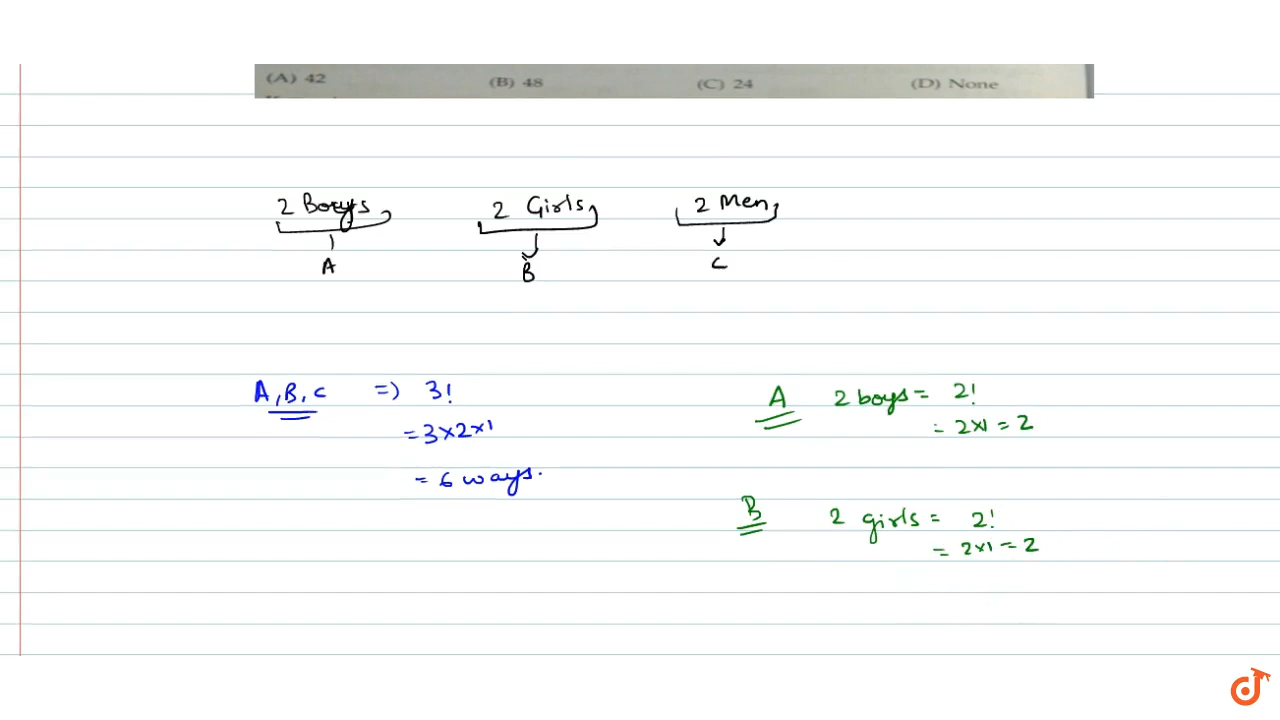 (A) 42 (B) 48 (C) 24 (D) None
2 Boys 2 Girls 2 Men
A B C
A, B, C => 3!
= 3×2×1
= 6 ways.
A 2 boys = 2!
= 2×1 = 2
B 2 girls = 2!
= 2×1 = 2